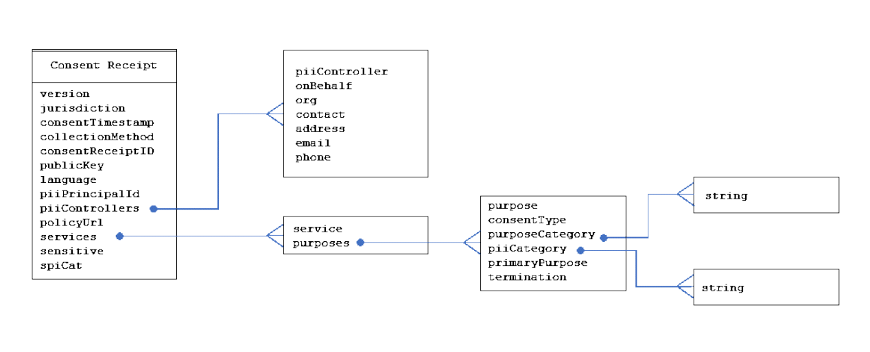 Consent Receipt
version
jurisdiction
consentTimestamp
collectionMethod
consentReceiptID
publicKey
language
piiPrincipalId
piiControllers
policyUrl
services
sensitive
spiCat
piiController
onBehalf
org
contact
address
email
phone
service
purposes
purpose
consentType
purposeCategory
piiCategory
primaryPurpose
termination
string
string